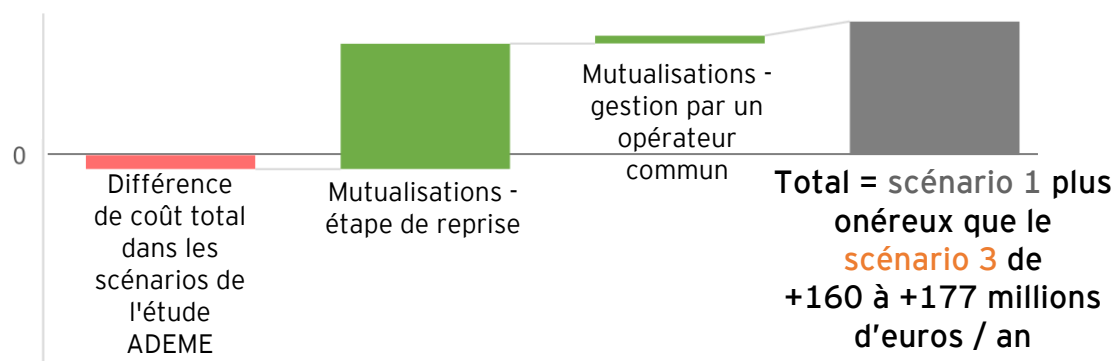 0
Différence
de coût total
dans les
scénarios de
l'étude
ADEME
Mutualisations -
étape de reprise
Mutualisations -
gestion par un
opérateur
commun
Total = scénario 1 plus
onéreux que le
scénario 3 de
+160 à +177 millions
d'euros / an